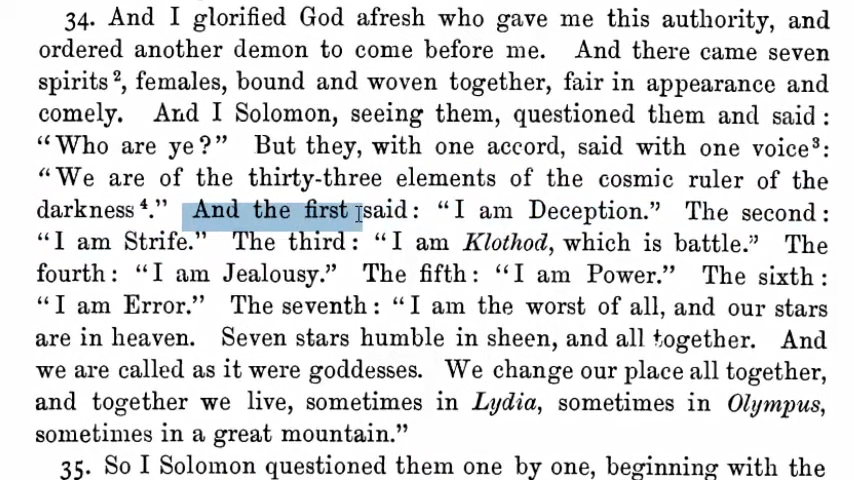 34. And I glorified God afresh who gave me this authority, and
ordered another demon to come before me. And there came seven
spirits ², females, bound and woven together, fair in appearance and
comely. And I Solomon, seeing them, questioned them and said :
“Who are ye?” But they, with one accord, said with one voice³:
“We are of the thirty-three elements of the cosmic ruler of the
darkness ⁴.” And the first said : “I am Deception.” The second :
“I am Strife.” The third : “I am Klothod, which is battle.” The
fourth : “I am Jealousy.” The fifth : “I am Power.” The sixth :
“I am Error.” The seventh : “I am the worst of all, and our stars
are in heaven. Seven stars humble in sheen, and all together. And
we are called as it were goddesses. We change our place all together,
and together we live, sometimes in Lydia, sometimes in Olympus,
sometimes in a great mountain.”
35. So I Solomon questioned them one by one, beginning with the